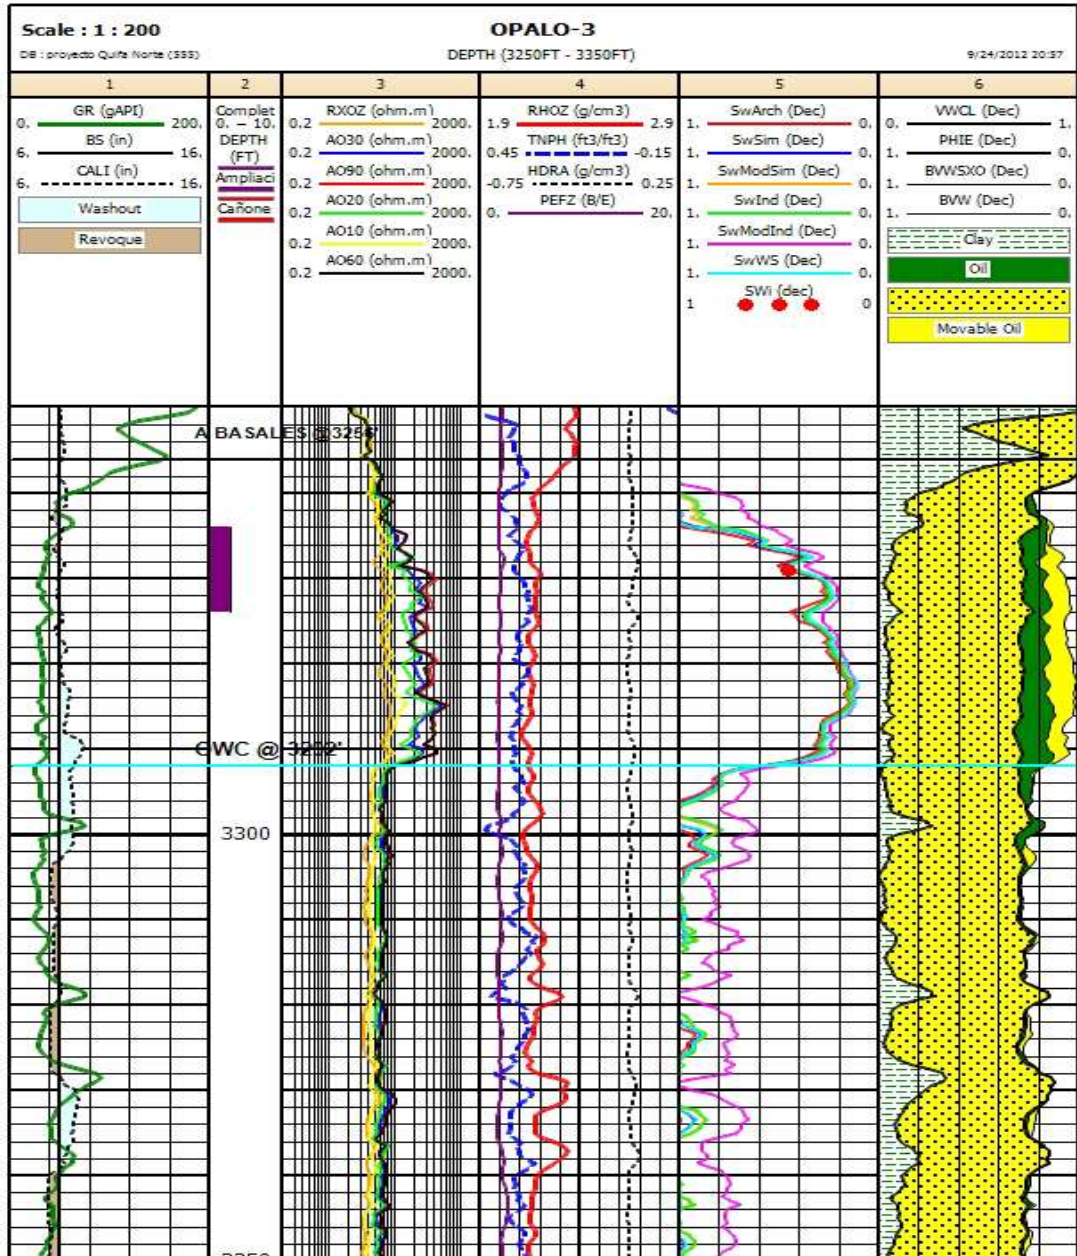 Scale : 1 : 200
OPALO-3
DB : proyecto Quifa Norte (555)
DEPTH (3250FT - 3350FT)
9/24/2012 20:57
1 2 3 4 5 6
GR (gAPI)
0. 200.
BS (in)
6. 16.
CALI (in)
6. 16.
Washout
Revoque
Complet
0. – 10.
DEPTH
(FT)
Ampliaci
Cañone
RXOZ (ohm.m)
0.2 2000.
AO30 (ohm.m)
0.2 2000.
AO90 (ohm.m)
0.2 2000.
AO20 (ohm.m)
0.2 2000.
AO10 (ohm.m)
0.2 2000.
AO60 (ohm.m)
0.2 2000.
RHOZ (g/cm3)
1.9 2.9
TNPH (ft3/ft3)
0.45 -0.15
HDRA (g/cm3)
-0.75 0.25
PEFZ (B/E)
0. 20.
SwArch (Dec)
1. 0.
SwSim (Dec)
1. 0.
SwModSim (Dec)
1. 0.
SwInd (Dec)
1. 0.
SwModInd (Dec)
1. 0.
SwWS (Dec)
1. 0.
SWi (dec)
1 0
VWCL (Dec)
0. 1.
PHIE (Dec)
1. 0.
BVWSXO (Dec)
1. 0.
BVW (Dec)
1. 0.
Clay
Oil
Movable Oil
A BASALES
OWC @
3300